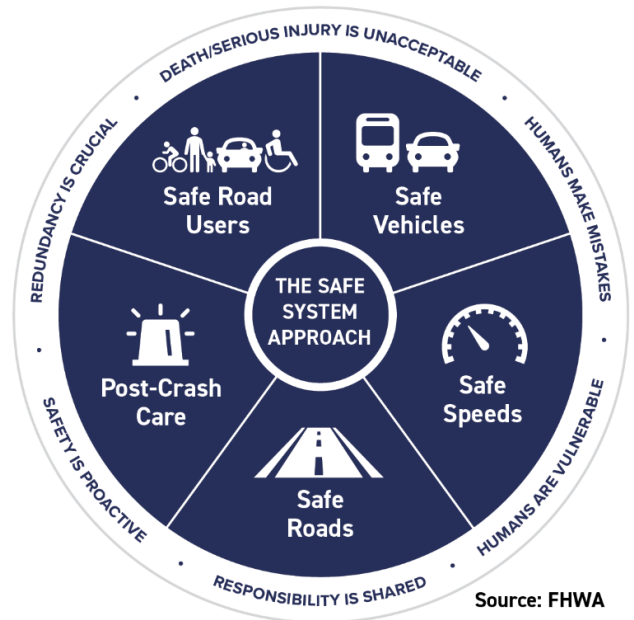 DEATH/SERIOUS INJURY IS UNACCEPTABLE
HUMANS MAKE MISTAKES
HUMANS ARE VULNERABLE
RESPONSIBILITY IS SHARED
SAFETY IS PROACTIVE
REDUNDANCY IS CRUCIAL
Safe Road
Users
Safe
Vehicles
THE SAFE
SYSTEM
APPROACH
Post-Crash
Care
Safe
Speeds
Safe
Roads
Source: FHWA